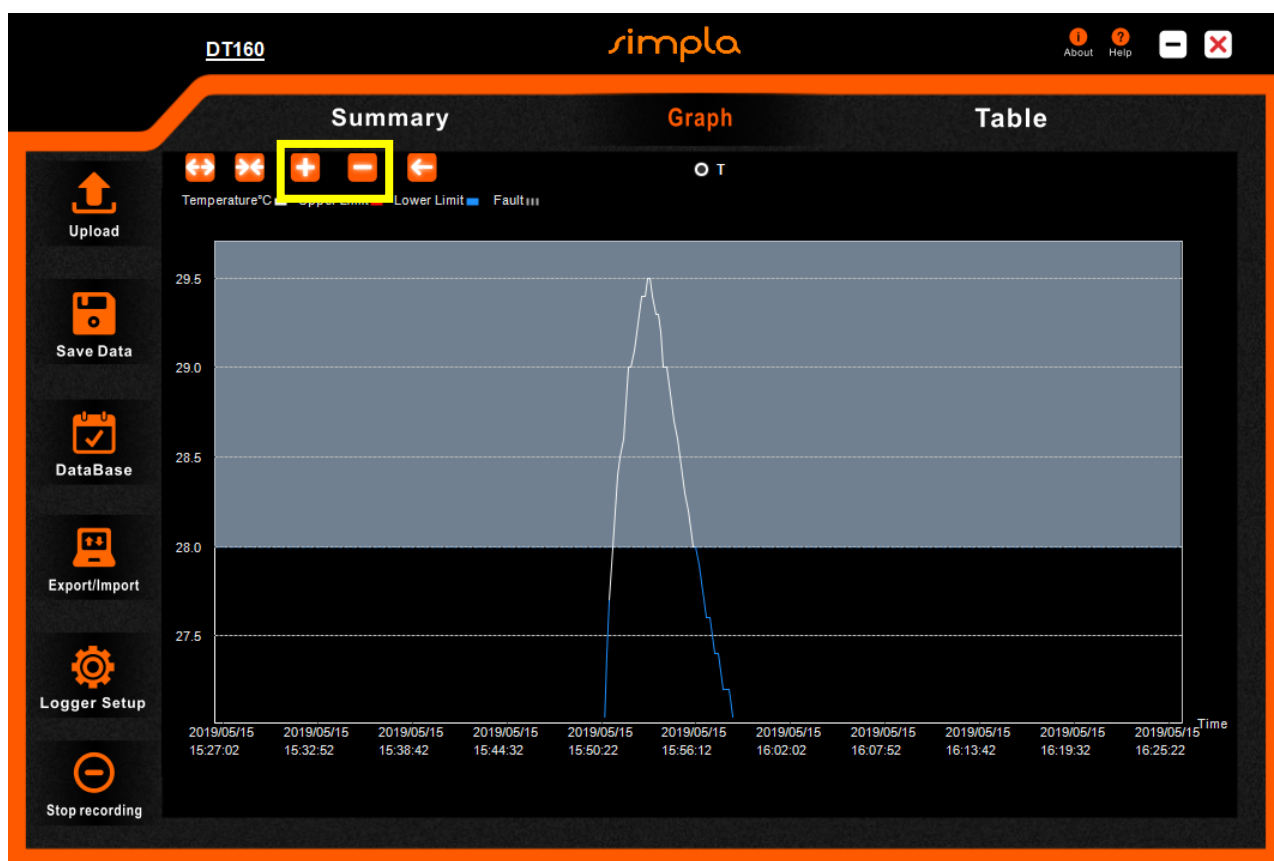 DT160
simpla
About
Help
Summary
Graph
Table
T
Temperature°C Upper Limit Lower Limit Fault
Upload
Save Data
DataBase
Export/Import
Logger Setup
Stop recording
29.5
29.0
28.5
28.0
27.5
Time
2019/05/15 2019/05/15 2019/05/15 2019/05/15 2019/05/15 2019/05/15 2019/05/15 2019/05/15 2019/05/15 2019/05/15 2019/05/15
15:27:02 15:32:52 15:38:42 15:44:32 15:50:22 15:56:12 16:02:02 16:07:52 16:13:42 16:19:32 16:25:22